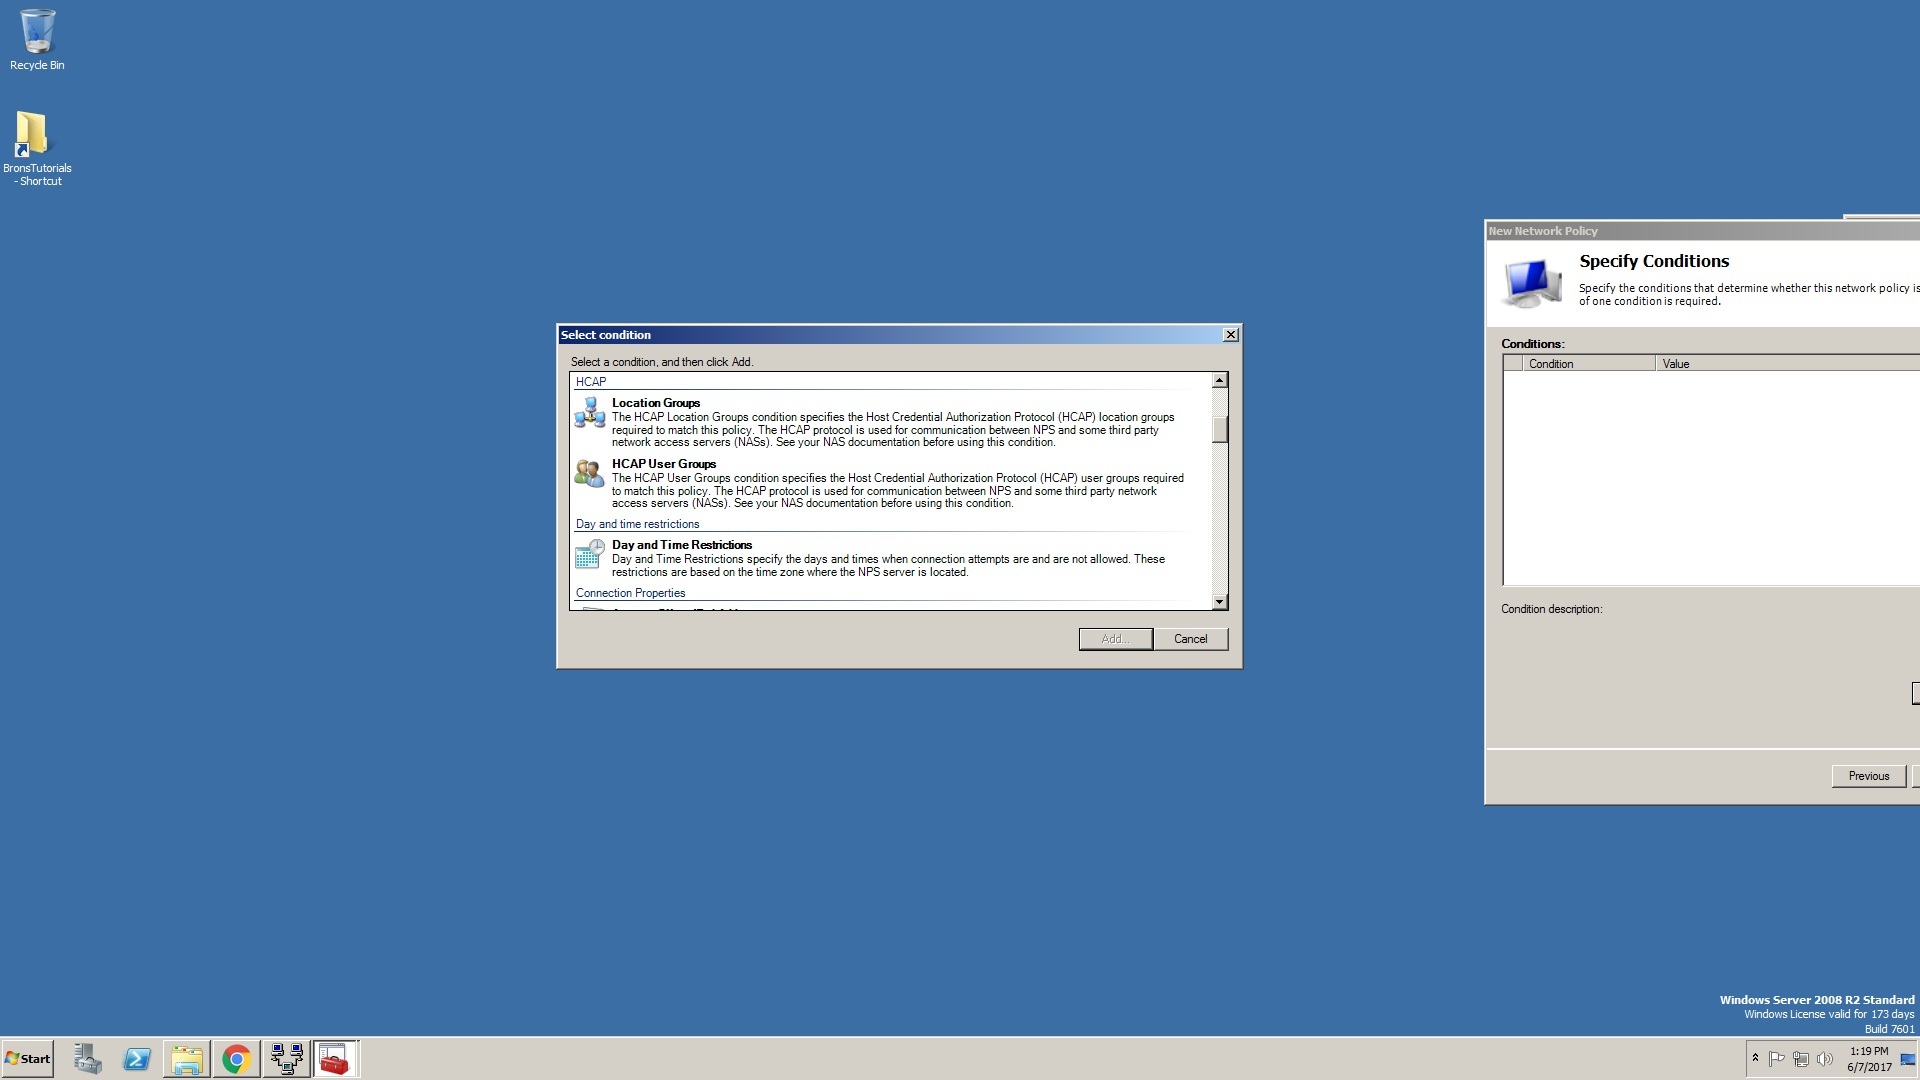 Recycle Bin
BronsTutorials
- Shortcut
New Network Policy
Specify Conditions
Specify the conditions that determine whether this network policy is
of one condition is required.
Conditions:
Condition
Value
Condition description:
Previous
Select condition
Select a condition, and then click Add.
HCAP
Location Groups
The HCAP Location Groups condition specifies the Host Credential Authorization Protocol (HCAP) location groups
required to match this policy. The HCAP protocol is used for communication between NPS and some third party
network access servers (NASs). See your NAS documentation before using this condition.
HCAP User Groups
The HCAP User Groups condition specifies the Host Credential Authorization Protocol (HCAP) user groups required
to match this policy. The HCAP protocol is used for communication between NPS and some third party network
access servers (NASs). See your NAS documentation before using this condition.
Day and time restrictions
Day and Time Restrictions
Day and Time Restrictions specify the days and times when connection attempts are and are not allowed. These
restrictions are based on the time zone where the NPS server is located.
Connection Properties
Add...
Cancel
Windows Server 2008 R2 Standard
Windows License valid for 173 days
Build 7601
Start
1:19 PM
6/7/2017